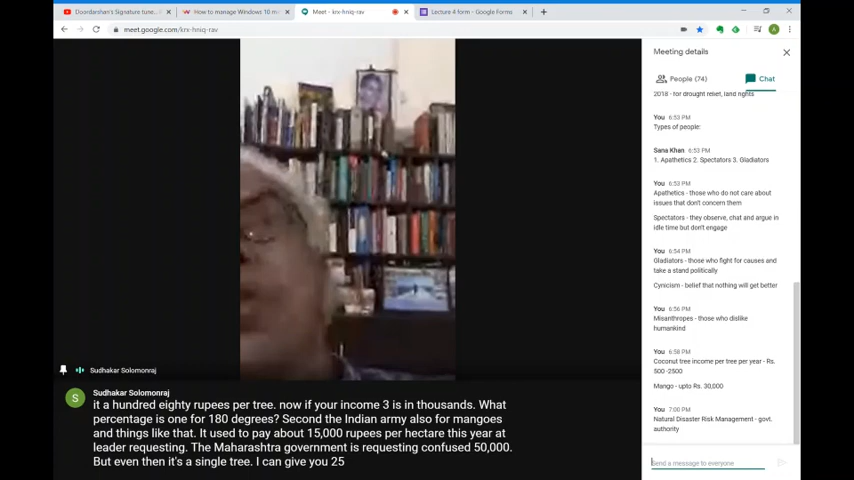 Doordarshan's Signature tune...
How to manage Windows 10 m
Meet - krx-hniq-rav
Lecture 4 form - Google Forms
meet.google.com/krx-hniq-rav
Meeting details
People (74)
Chat
2018 - for drought relief, land rights
You 6:53 PM
Types of people:
Sana Khan 6:53 PM
1. Apathetics 2. Spectators 3. Gladiators
You 6:53 PM
Apathetics - those who do not care about
issues that don't concern them
Spectators - they observe, chat and argue in
idle time but don't engage
You 6:54 PM
Gladiators - those who fight for causes and
take a stand politically
Cynicism - belief that nothing will get better
You 6:56 PM
Misanthropes - those who dislike
humankind
You 6:58 PM
Coconut tree income per tree per year - Rs.
500 -2500
Mango - upto Rs. 30,000
You 7:00 PM
Natural Disaster Risk Management - govt.
authority
Send a message to everyone
Sudhakar Solomonraj
S
Sudhakar Solomonraj
it a hundred eighty rupees per tree. now if your income 3 is in thousands. What
percentage is one for 180 degrees? Second the Indian army also for mangoes
and things like that. It used to pay about 15,000 rupees per hectare this year at
leader requesting. The Maharashtra government is requesting confused 50,000.
But even then it's a single tree. I can give you 25